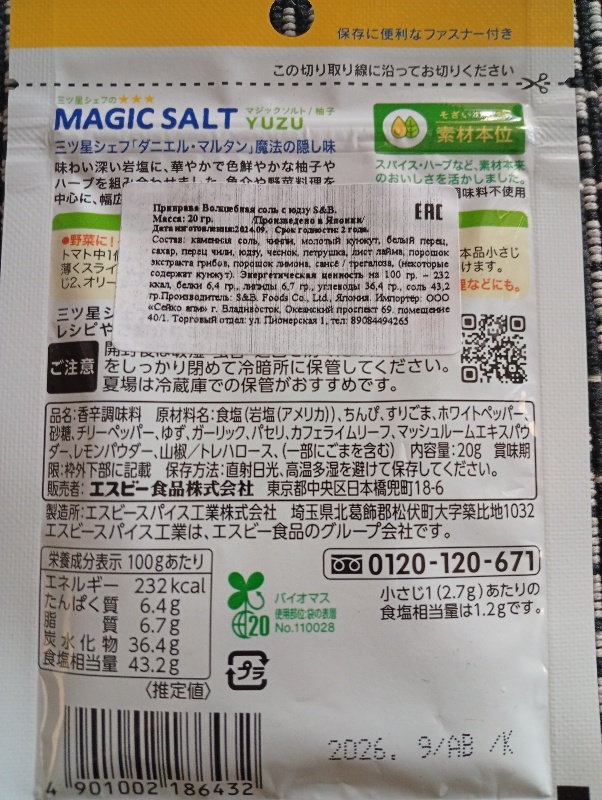 保存に便利なファスナー付き
この切り取り線に沿ってお切りください
三ツ星シェフの★★★
MAGIC SALT マジックソルト/柚子
YUZU
三ツ星シェフ「ダニエル・マルタン」魔法の隠し味
味わい深い岩塩に、華やかで色鮮やかな柚子や
ハーブを組み合わせました。魚介や野菜料理を
中心に、幅広
素材本位
スパイス・ハーブなど、素材本来
のおいしさを活かしました。
調味料不使用
●野菜に!
トマト中1個
薄くスライ
じ2、オリー
本品小さじ
けます。
などにも。
Приправа Волшебная соль с юдзу S&B.
Масса: 20 гр. /Произведено в Японии/
Дата изготовления:2024.09. Срок годности: 2 года.
EAC
Состав: каменная соль, чинпи, молотый кунжут, белый перец,
сахар, перец чили, юдзу, чеснок, петрушка, лист лайма, порошок
экстракта грибов, порошок лимона, сансё / трегалоза, (некоторые
содержат кунжут). Энергетическая ценность на 100 гр. – 232
ккал, белки 6,4 гр., липиды 6,7 гр., углеводы 36,4 гр., соль 43,2
гр.Производитель: S&B. Foods Co., Ltd., Япония. Импортер: ООО
«Сейко апм» г. Владивосток, Океанский проспект 69, помещение
40/1. Торговый отдел: ул. Пионерская 1, тел: 89084494265
三ツ星シ
レシピや
ご注意
をしっかり閉めて冷暗所に保管してください。
夏場は冷蔵庫での保管がおすすめです。
品名:香辛調味料 原材料名:食塩(岩塩(アメリカ))、ちんぴ、すりごま、ホワイトペッパー、
砂糖、チリーペッパー、ゆず、ガーリック、パセリ、カフェライムリーフ、マッシュルームエキスパウ
ダー、レモンパウダー、山椒/トレハロース、(一部にごまを含む) 内容量:20g 賞味期
限:枠外下部に記載 保存方法:直射日光、高温多湿を避けて保存してください。
販売者:エスビー食品株式会社 東京都中央区日本橋兜町18-6
製造所:エスビースパイス工業株式会社 埼玉県北葛飾郡松伏町大字築比地1032
エスビースパイス工業は、エスビー食品のグループ会社です。
栄養成分表示 100gあたり
エネルギー 232kcal
たんぱく質 6.4g
脂質 6.7g
炭水化物 36.4g
食塩相当量 43.2g
〈推定値〉
0120-120-671
小さじ1(2.7g)あたりの
食塩相当量は1.2gです。
バイオマス
使用部位:袋の表層
No.110028
20
プラ
2026. 9/AB /K
4 901002 186432